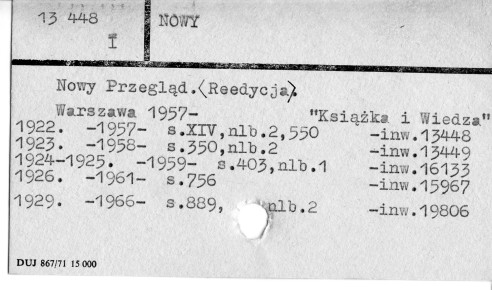 13 448
I
NOWY
Nowy Przegląd.(Reedycja).
Warszawa 1957- "Książka i Wiedza"
1922. -1957- s.XIV,nlb.2,550 -inw.13448
1923. -1958- s.350,nlb.2 -inw.13449
1924-1925. -1959- s.403,nlb.1 -inw.16133
1926. -1961- s.756 -inw.15967
1929. -1966- s.889, nlb.2 -inw.19806
DUJ 867/71 15 000